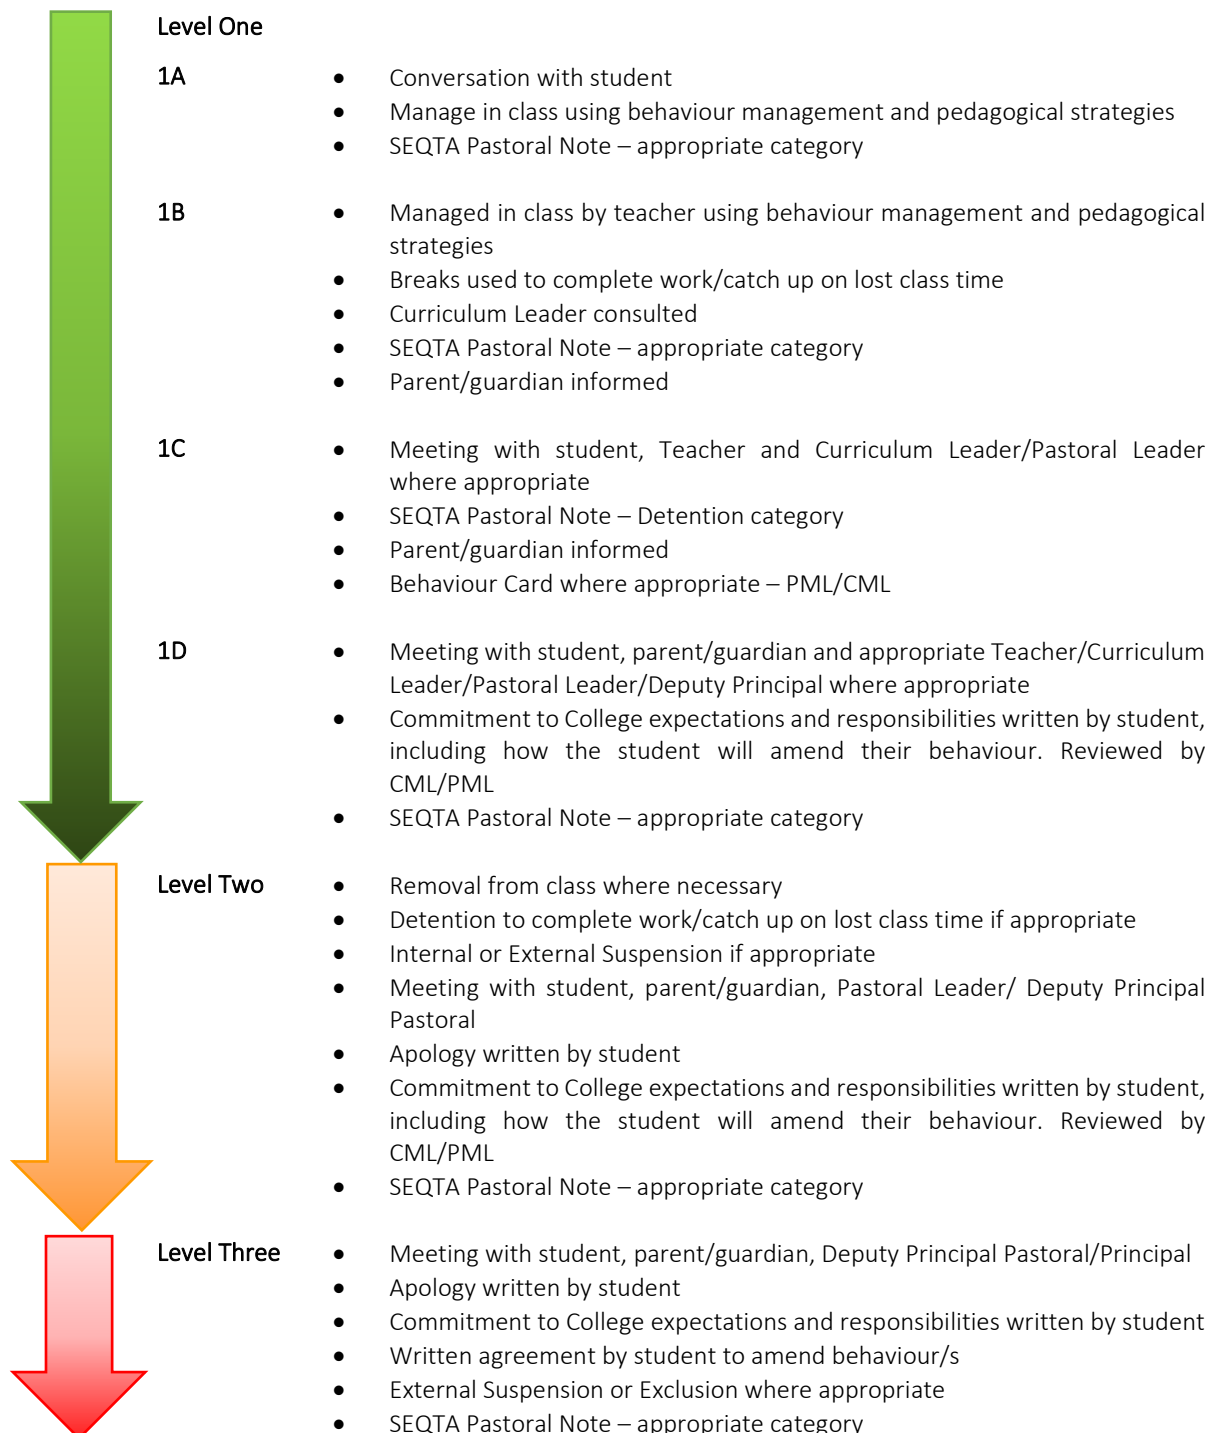 Level One
1A
• Conversation with student
• Manage in class using behaviour management and pedagogical strategies
• SEQTA Pastoral Note – appropriate category
1B
• Managed in class by teacher using behaviour management and pedagogical
strategies
• Breaks used to complete work/catch up on lost class time
• Curriculum Leader consulted
• SEQTA Pastoral Note – appropriate category
• Parent/guardian informed
1C
• Meeting with student, Teacher and Curriculum Leader/Pastoral Leader
where appropriate
• SEQTA Pastoral Note – Detention category
• Parent/guardian informed
• Behaviour Card where appropriate – PML/CML
1D
• Meeting with student, parent/guardian and appropriate Teacher/Curriculum
Leader/Pastoral Leader/Deputy Principal where appropriate
• Commitment to College expectations and responsibilities written by student,
including how the student will amend their behaviour. Reviewed by
CML/PML
• SEQTA Pastoral Note – appropriate category
Level Two
• Removal from class where necessary
• Detention to complete work/catch up on lost class time if appropriate
• Internal or External Suspension if appropriate
• Meeting with student, parent/guardian, Pastoral Leader/ Deputy Principal
Pastoral
• Apology written by student
• Commitment to College expectations and responsibilities written by student,
including how the student will amend their behaviour. Reviewed by
CML/PML
• SEQTA Pastoral Note – appropriate category
Level Three
• Meeting with student, parent/guardian, Deputy Principal Pastoral/Principal
• Apology written by student
• Commitment to College expectations and responsibilities written by student
• Written agreement by student to amend behaviour/s
• External Suspension or Exclusion where appropriate
• SEQTA Pastoral Note – appropriate category